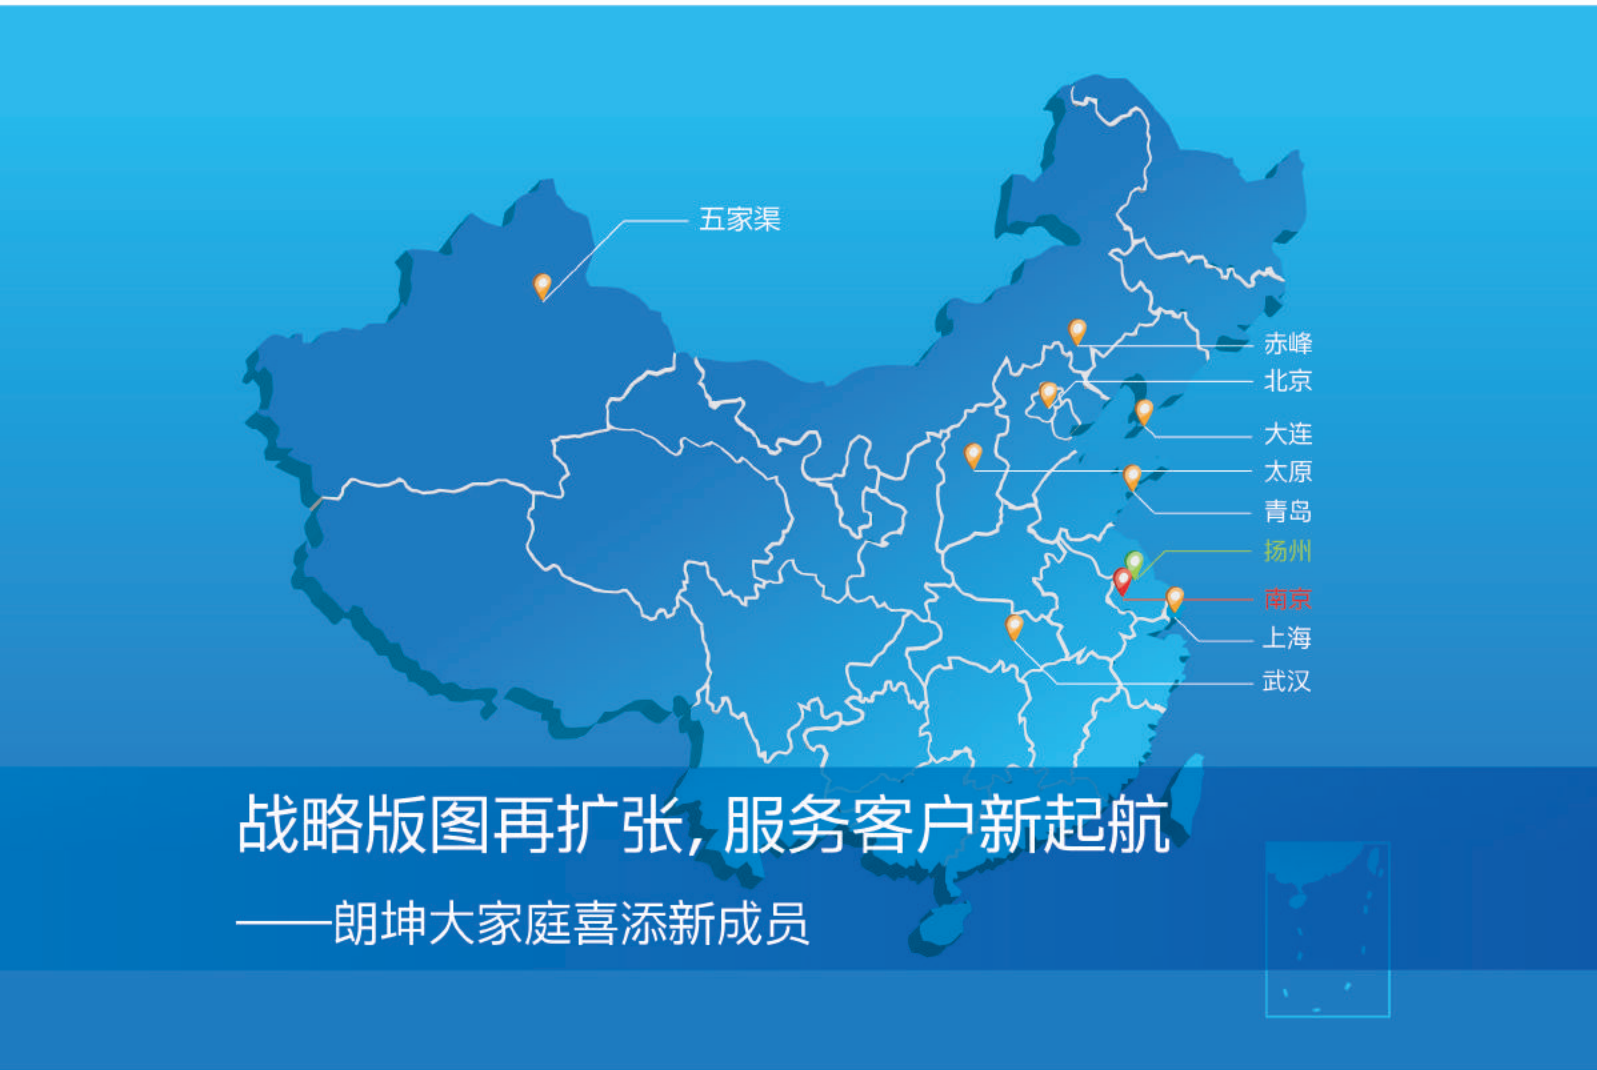 五家渠
赤峰
北京
大连
太原
青岛
扬州
南京
上海
武汉
战略版图再扩张,服务客户新起航
——朗坤大家庭喜添新成员